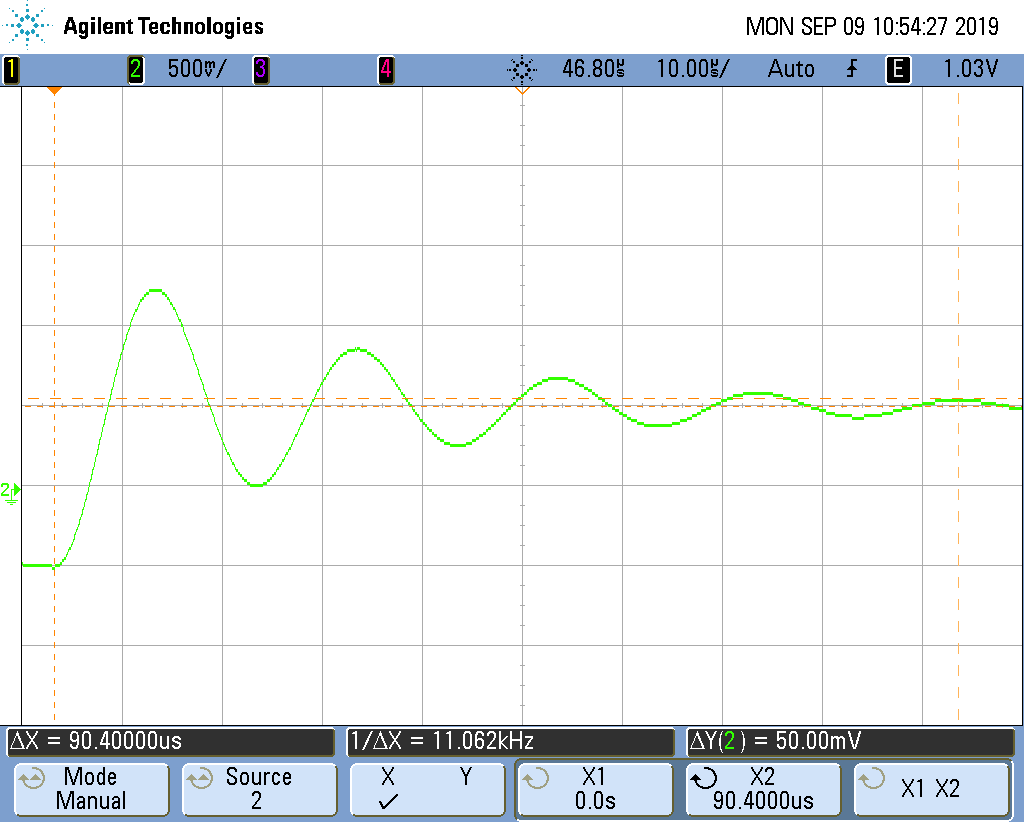 Agilent Technologies MON SEP 09 10:54:27 2019
1 2 500mV/ 3 4 46.80us 10.00us/ Auto E 1.03V
2
ΔX = 90.40000us 1/ΔX = 11.062kHz ΔY(2) = 50.00mV
Mode Source X Y X1 X2 X1 X2
Manual 2 0.0s 90.4000us